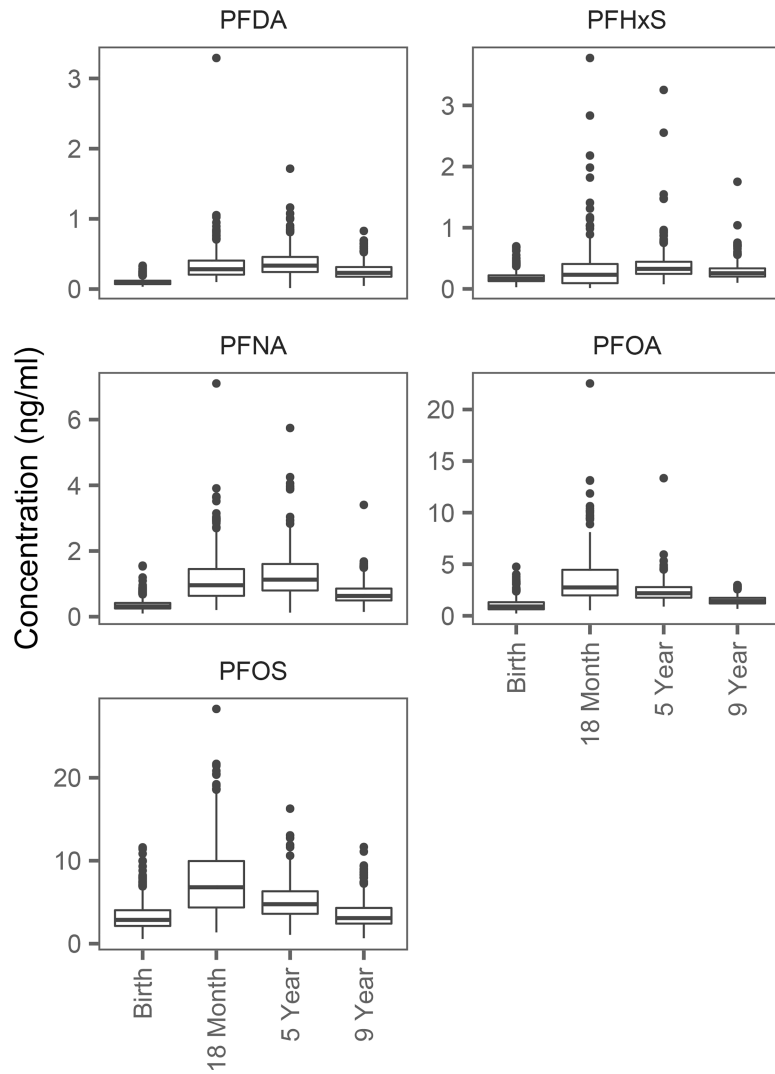 PFDA
PFHxS
3
2
1
0
3
2
1
0
PFNA
PFOA
Concentration (ng/ml)
6
4
2
0
20
15
10
5
0
Birth
18 Month
5 Year
9 Year
PFOS
20
10
0
Birth
18 Month
5 Year
9 Year